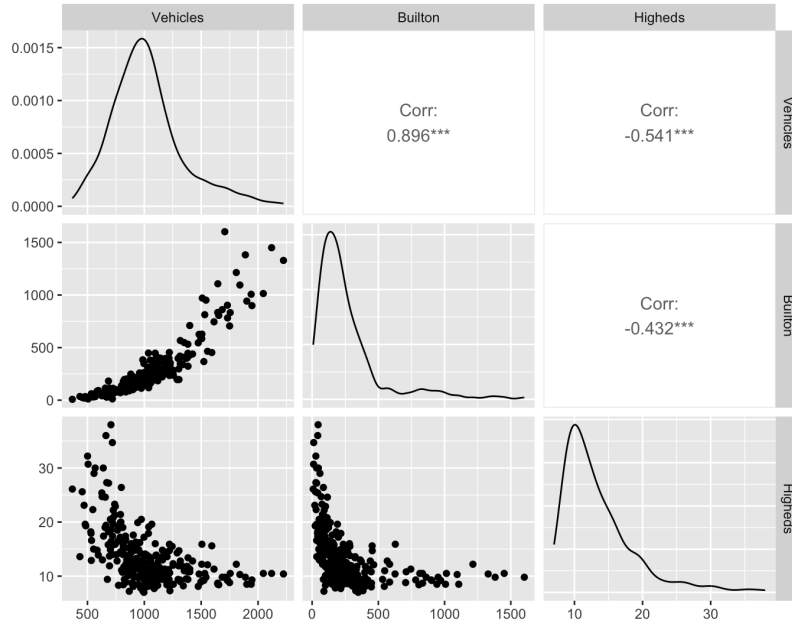 Vehicles Builton Higheds
0.0015
0.0010
0.0005
0.0000
Corr:
0.896***
Corr:
-0.541***
Vehicles
1500
1000
500
0
Corr:
-0.432***
Builton
30
20
10
Higheds
500 1000 1500 2000 0 500 1000 1500 10 20 30